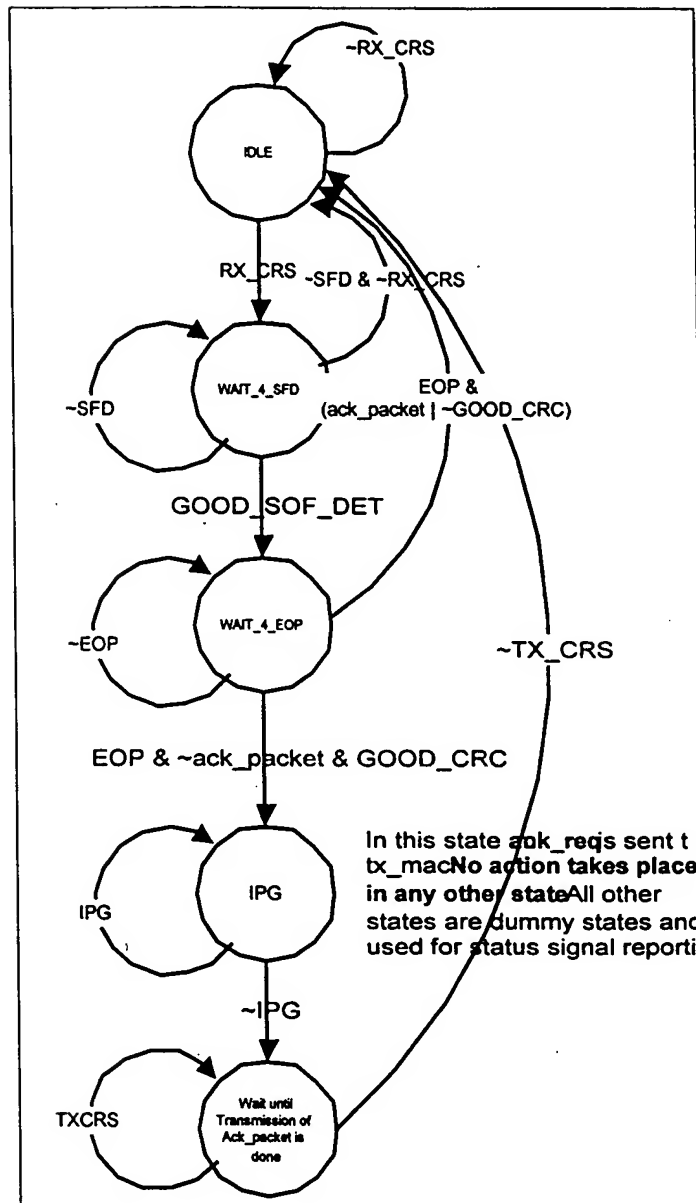 ~RX_CRS
IDLE
RX_CRS
~SFD & ~RX_CRS
WAIT_4_SFD
~SFD
EOP &
(ack_packet | ~GOOD_CRC)
GOOD_SOF_DET
WAIT_4_EOP
~EOP
~TX_CRS
EOP & ~ack_packet & GOOD_CRC
In this state ack_reqis sent t
tx_macNo action takes place
in any other stateAll other
states are dummy states and
used for status signal reporti
IPG
IPG
~IPG
Wait until
Transmission of
Ack_packet is
done
TXCRS